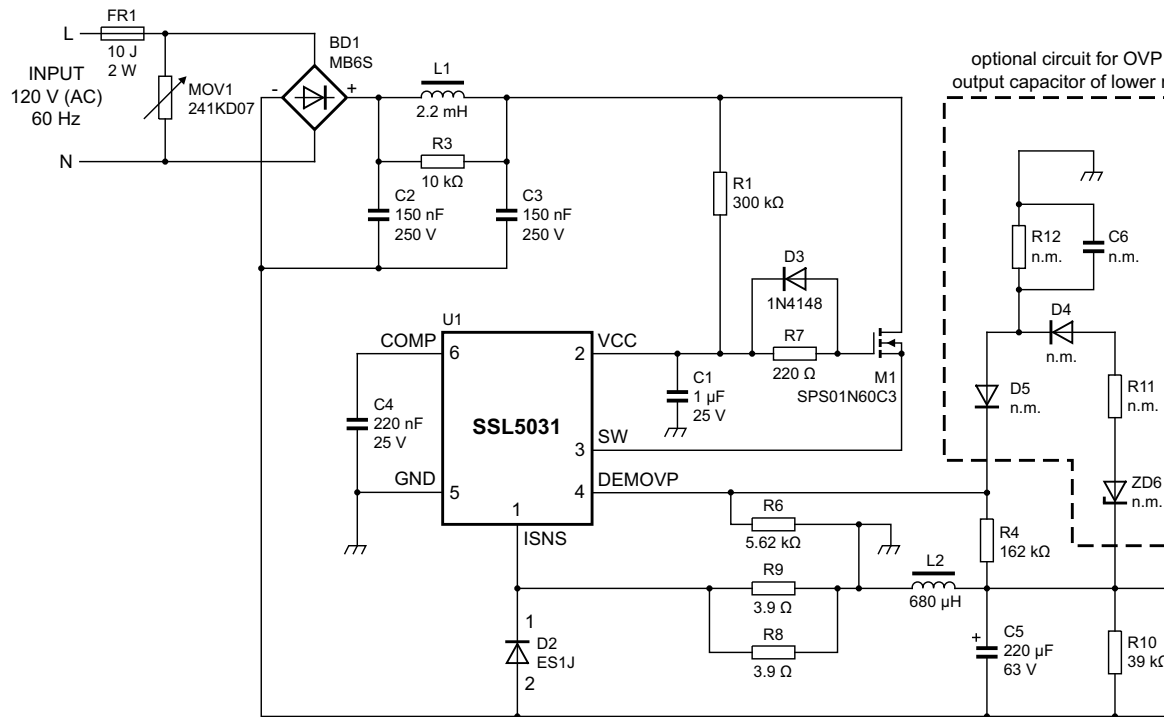 L
FR1
10 J
2 W
INPUT
120 V (AC)
60 Hz
MOV1
241KD07
N
BD1
MB6S
-
+
L1
2.2 mH
R3
10 kΩ
C2
150 nF
250 V
C3
150 nF
250 V
R1
300 kΩ
D3
1N4148
R7
220 Ω
M1
SPS01N60C3
C1
1 µF
25 V
U1
COMP
6
2
VCC
C4
220 nF
25 V
SSL5031
3
SW
GND
5
4
DEMOVP
1
ISNS
R6
5.62 kΩ
R9
3.9 Ω
R8
3.9 Ω
L2
680 µH
1
D2
ES1J
2
optional circuit for OVP
output capacitor of lower
R12
n.m.
C6
n.m.
D4
n.m.
D5
n.m.
R11
n.m.
ZD6
n.m.
R4
162 kΩ
+
C5
220 µF
63 V
R10
39 kΩ